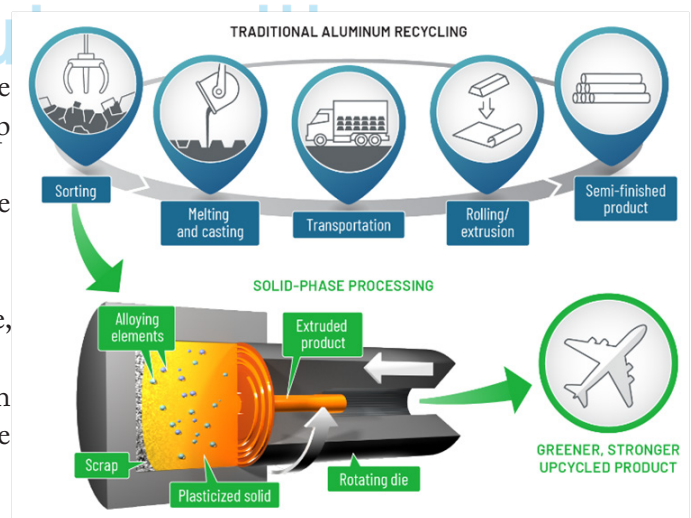 TRADITIONAL ALUMINUM RECYCLING
Sorting
Melting
and casting
Transportation
Rolling/
extrusion
Semi-finished
product
SOLID-PHASE PROCESSING
Alloying
elements
Extruded
product
Scrap
Plasticized solid
Rotating die
GREENER, STRONGER
UPCYCLED PRODUCT